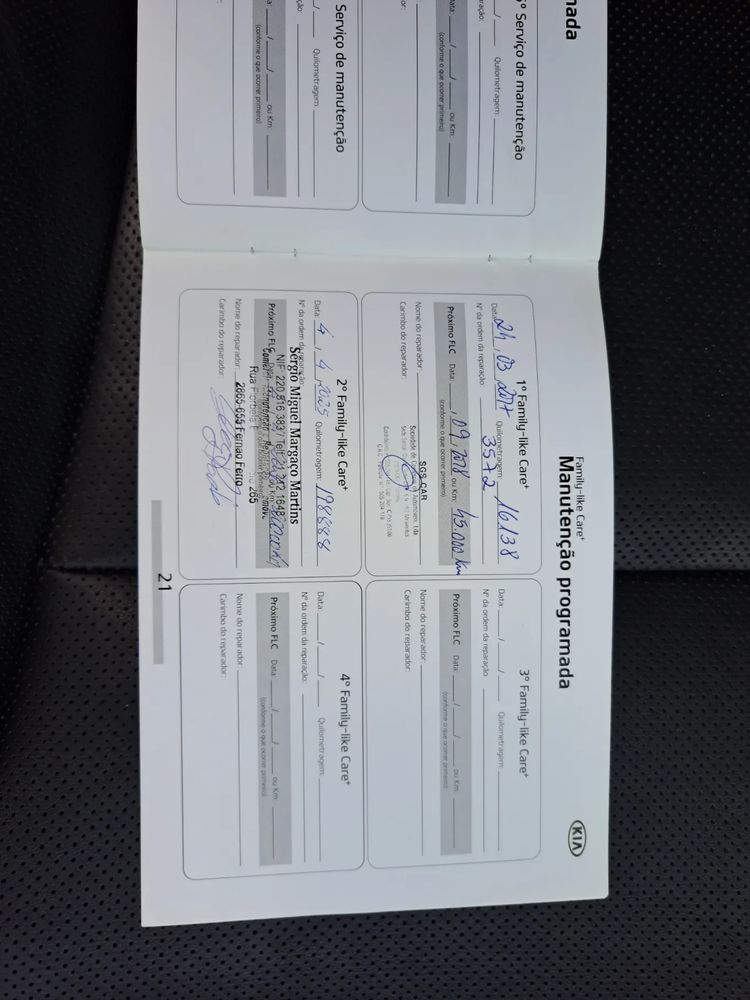 nada
º Serviço de manutenção
Quilometragem:
ou Km:
(conforme o que ocorrer primeiro)
Serviço de manutenção
Quilometragem:
ou Km:
(conforme o que ocorrer primeiro)
Family-like Care⁺
Manutenção programada
KIA
1º Family-like Care⁺
Data: 24 / 03 / 2017 Quilometragem: 16138
Nº da ordem da reparação: 3572
Próximo FLC Data: / 09 / 2018 ou Km: 45.000 Km
(conforme o que ocorrer primeiro)
Nome do reparador:
SGS CAR
Carimbo do reparador:
2º Family-like Care⁺
Data: 4 / 4 / 2025 Quilometragem: 198888
Nº da ordem da reparação:
Sérgio Miguel Margaço Martins
Próximo FLC Data:
Nome do reparador:
2865-655 Fernão Ferro
Carimbo do reparador:
3º Family-like Care⁺
Data: / / Quilometragem:
Nº da ordem da reparação:
Próximo FLC Data: / / ou Km:
(conforme o que ocorrer primeiro)
Nome do reparador:
Carimbo do reparador:
4º Family-like Care⁺
Data: / / Quilometragem:
Nº da ordem da reparação:
Próximo FLC Data: / / ou Km:
(conforme o que ocorrer primeiro)
Nome do reparador:
Carimbo do reparador:
21